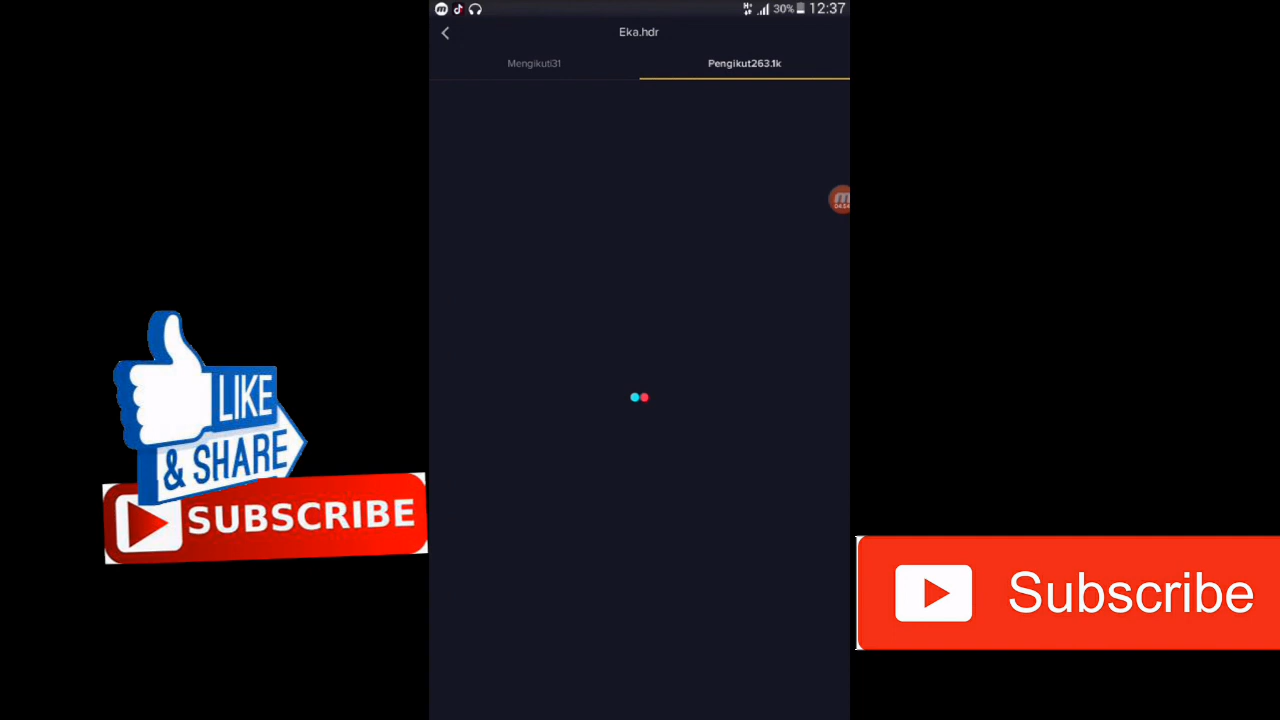 30% 12:37
Eka.hdr
Mengikuti31
Pengikut263.1k
LIKE
& SHARE
SUBSCRIBE
Subscribe